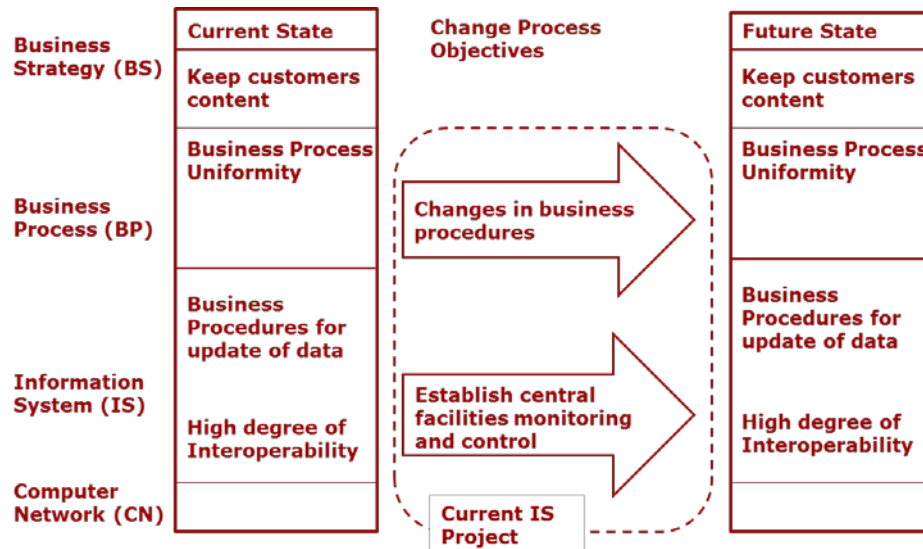 Business
Strategy (BS)
Business
Process (BP)
Information
System (IS)
Computer
Network (CN)
Current State
Keep customers
content
Business Process
Uniformity
Business
Procedures for
update of data
High degree of
Interoperability
Change Process
Objectives
Changes in business
procedures
Establish central
facilities monitoring
and control
Current IS
Project
Future State
Keep customers
content
Business Process
Uniformity
Business
Procedures for
update of data
High degree of
Interoperability